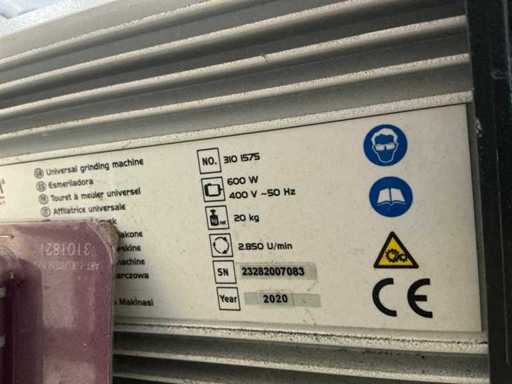 Universal grinding machine
Esmeriladora
Touret à meuler universel
Affilatrice universale
NO. 310 1575
600 W
400 V ~50 Hz
20 kg
2.850 U/min
SN 23282007083
Year 2020
Makinasi
CE
3101821